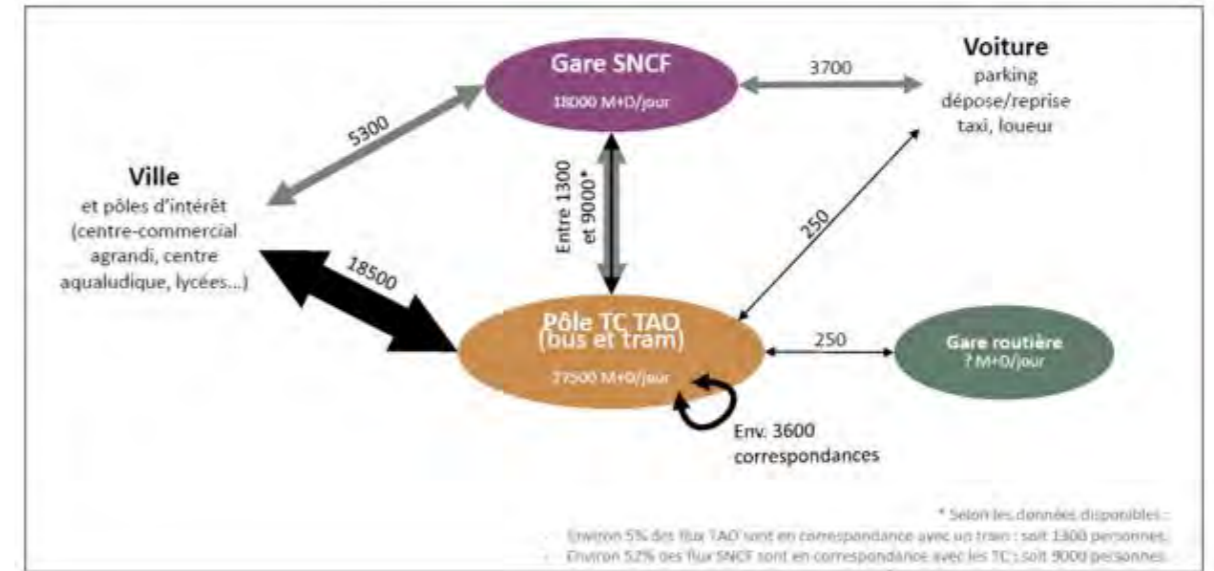 Gare SNCF
18000 M+D/jour
3700
Voiture
parking
dépose/reprise
taxi, loueur
5300
Ville
et pôles d'intérêt
(centre-commercial
agrandi, centre
aqualudique, lycées...)
Entre 1300
et 9000*
250
18500
Pôle TC TAO
(bus et tram)
27500 M+D/jour
250
Gare routière
? M+D/jour
Env. 3600
correspondances
* Selon les données disponibles :
- Environ 5% des flux TAO sont en correspondance avec un train : soit 1300 personnes.
- Environ 52% des flux SNCF sont en correspondance avec les TC : soit 9000 personnes.